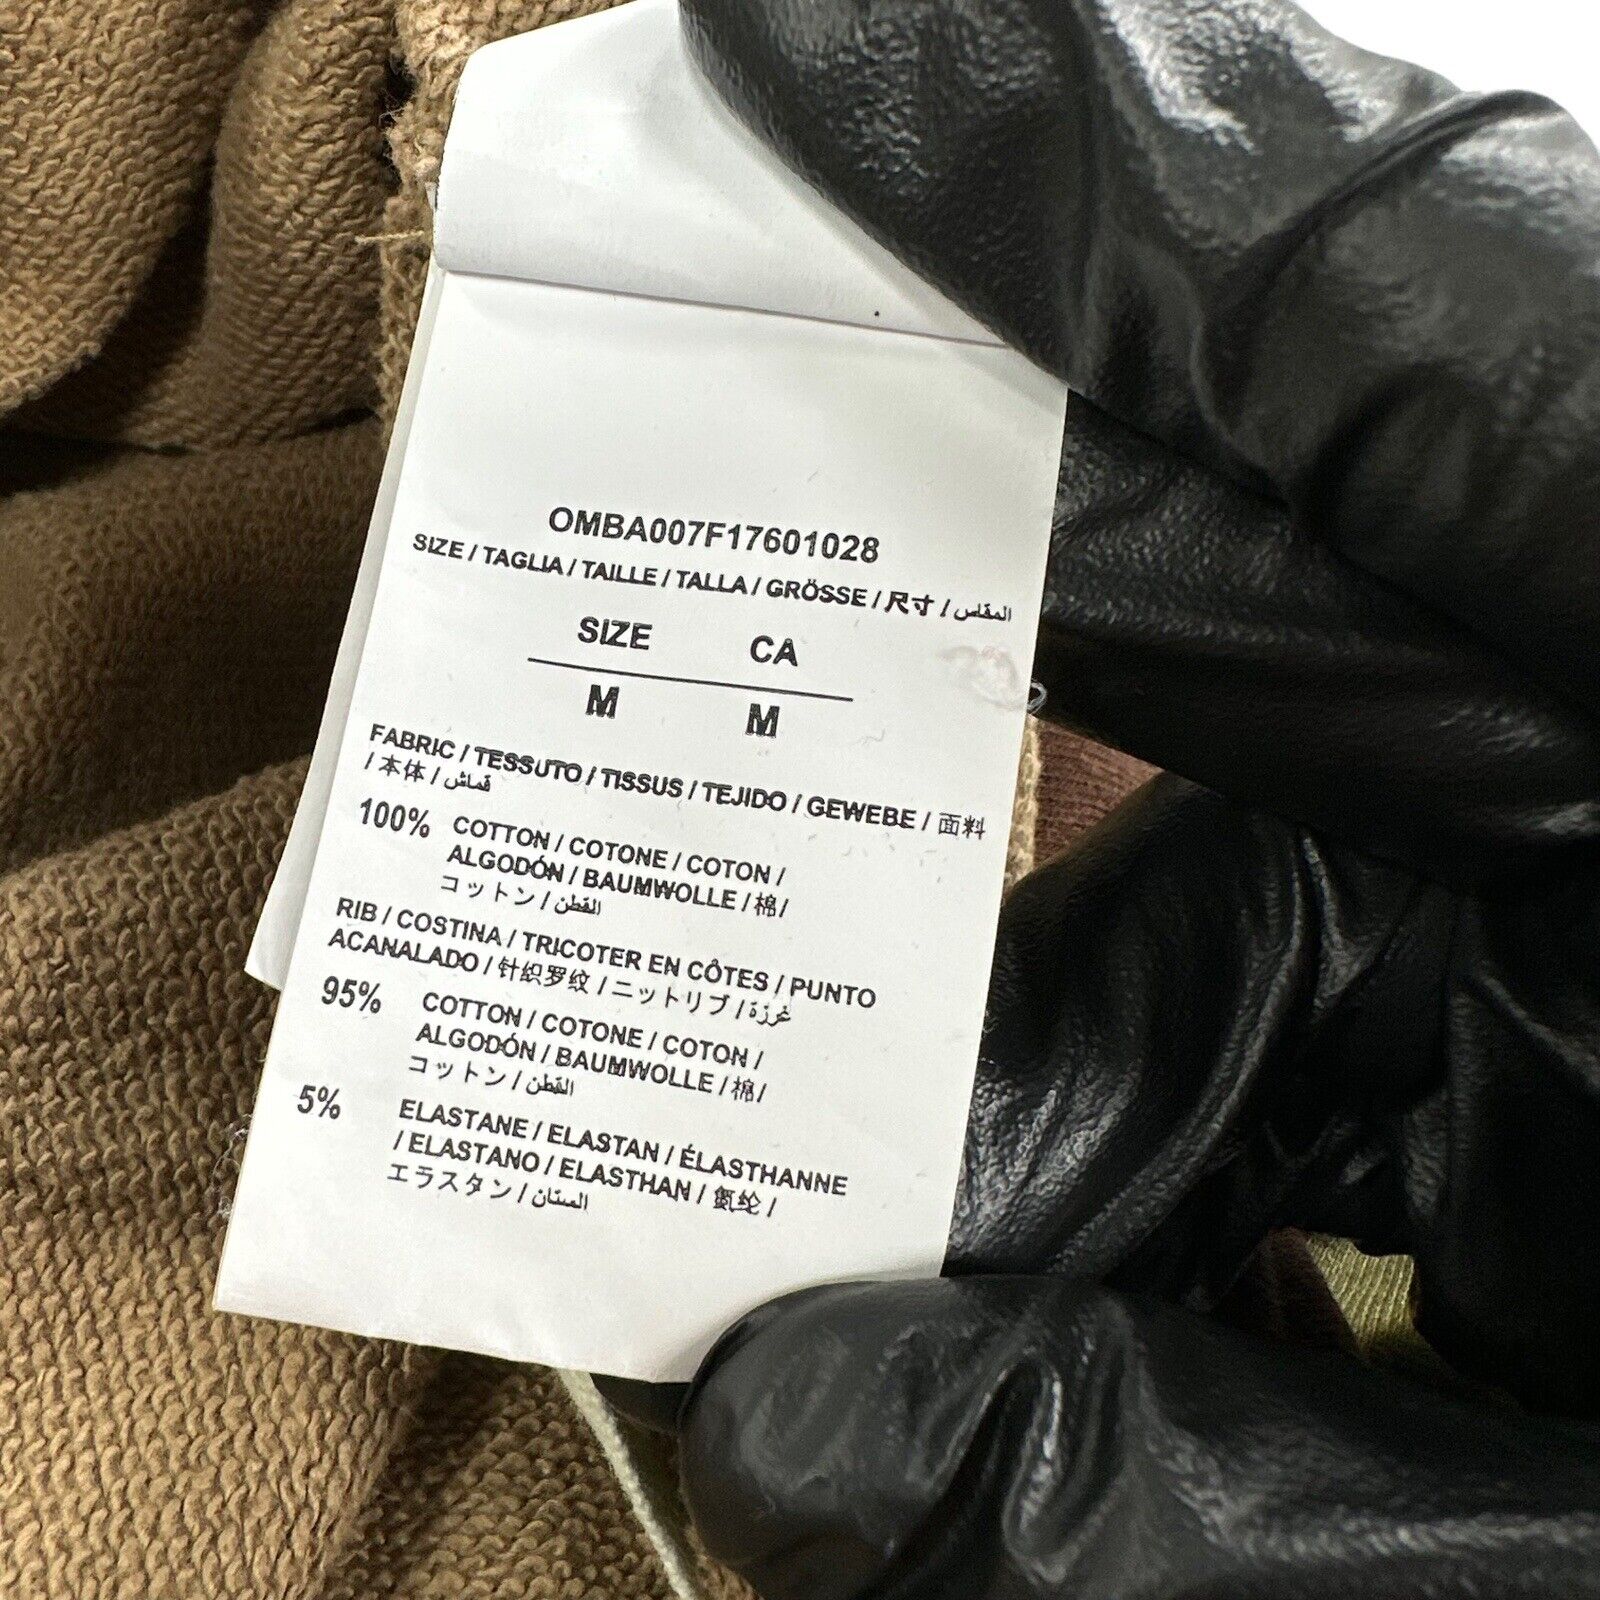 OMBA007F17601028
SIZE / TAGLIA / TAILLE / TALLA / GRÖSSE / 尺寸 / المقاس
SIZE CA
M M
FABRIC / TESSUTO / TISSUS / TEJIDO / GEWEBE / 面料
/ 本体 / قماش
100% COTTON / COTONE / COTON /
ALGODÓN / BAUMWOLLE / 棉/
コットン / القطن
RIB / COSTINA / TRICOTER EN CÔTES / PUNTO
ACANALADO / 针织罗纹 / ニットリブ / غرزة
95% COTTON / COTONE / COTON /
ALGODÓN / BAUMWOLLE / 棉/
コットン / القطن
5% ELASTANE / ELASTAN / ÉLASTHANNE
/ ELASTANO / ELASTHAN / 氨纶 /
エラスタン / الستان